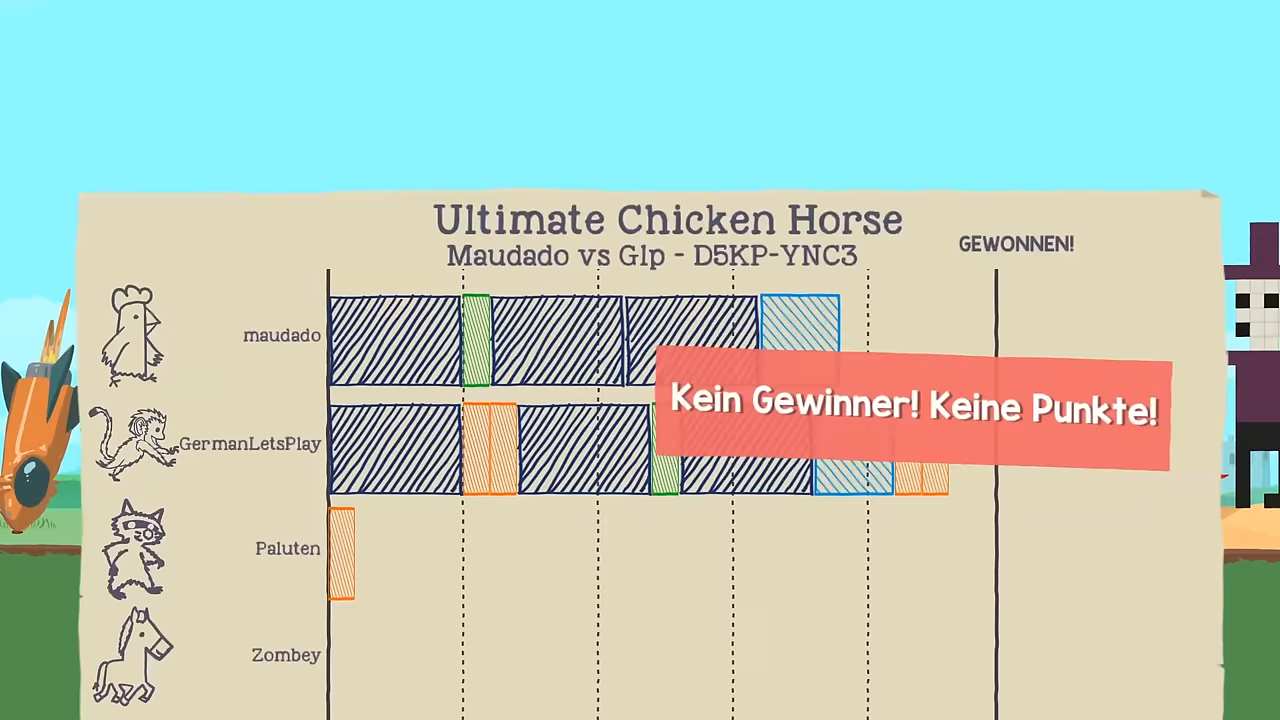 Ultimate Chicken Horse
Maudado vs Glp - D5KP-YNC3
GEWONNEN!
maudado
Kein Gewinner! Keine Punkte!
GermanLetsPlay
Paluten
Zombey